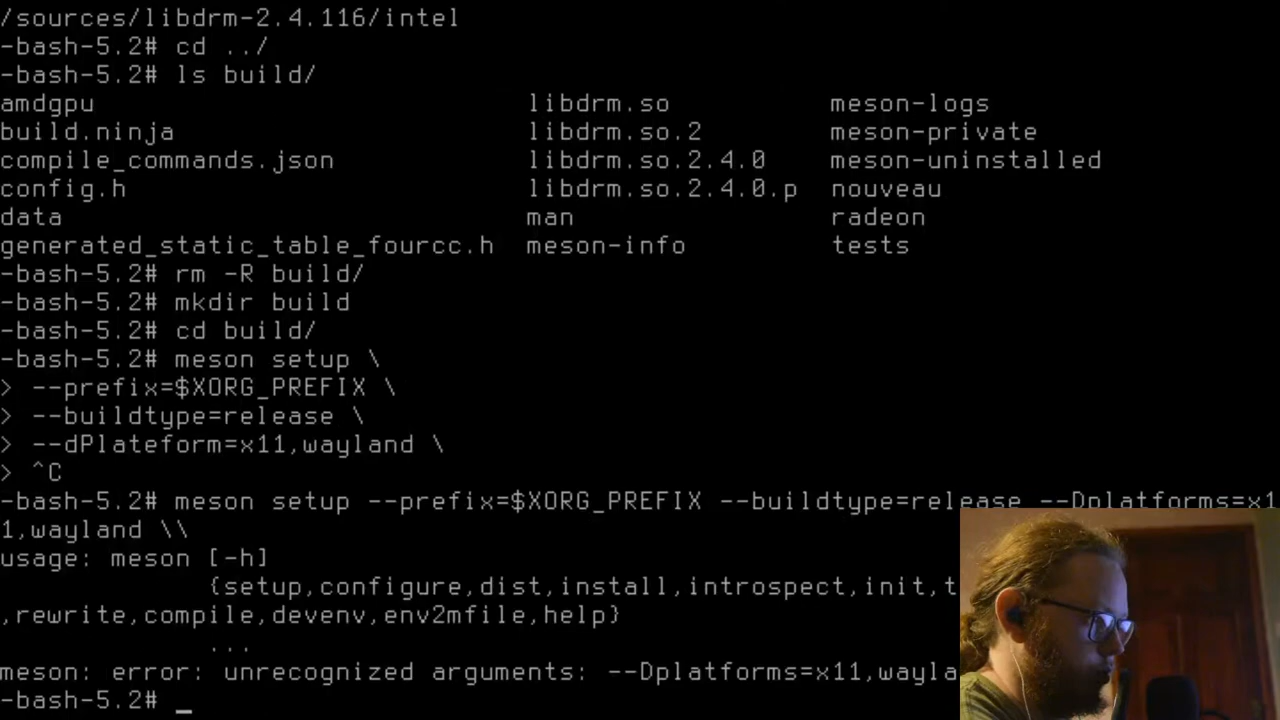 /sources/libdrm-2.4.116/intel
-bash-5.2# cd ../
-bash-5.2# ls build/
amdgpu libdrm.so meson-logs
build.ninja libdrm.so.2 meson-private
compile_commands.json libdrm.so.2.4.0 meson-uninstalled
config.h libdrm.so.2.4.0.p nouveau
data man radeon
generated_static_table_fourcc.h meson-info tests
-bash-5.2# rm -R build/
-bash-5.2# mkdir build
-bash-5.2# cd build/
-bash-5.2# meson setup \
> --prefix=$XORG_PREFIX \
> --buildtype=release \
> --dPlateform=x11,wayland \
> ^C
-bash-5.2# meson setup --prefix=$XORG_PREFIX --buildtype=release --Dplatforms=x1
1,wayland \\
usage: meson [-h]
{setup,configure,dist,install,introspect,init,t
,rewrite,compile,devenv,env2mfile,help}
...
meson: error: unrecognized arguments: --Dplatforms=x11,wayla
-bash-5.2# _